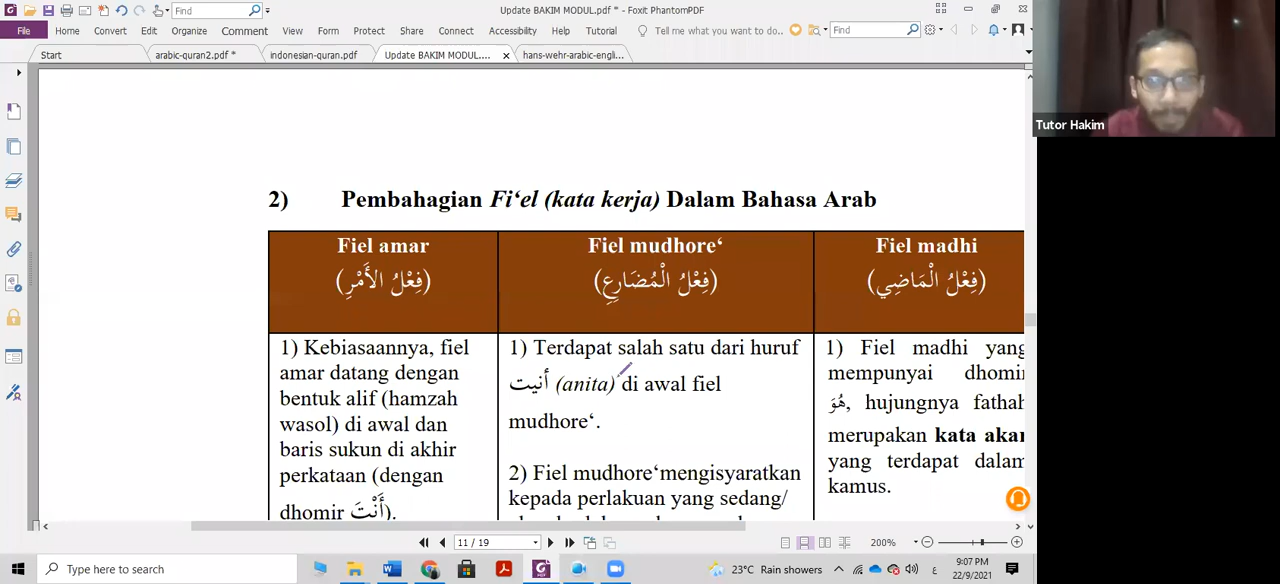 Update BAKIM MODUL.pdf * - Foxit PhantomPDF
Find
File Home Convert Edit Organize Comment View Form Protect Share Connect Accessibility Help Tutorial Tell me what you want to do.. Find
Start arabic-quran2.pdf * indonesian-quran.pdf Update BAKIM MODUL.... hans-wehr-arabic-engli...
Tutor Hakim
2) Pembahagian Fi‘el (kata kerja) Dalam Bahasa Arab
Fiel amar
(فِعْلُ الأَمْرِ)
Fiel mudhore‘
(فِعْلُ الْمُضَارِعِ)
Fiel madhi
(فِعْلُ الْمَاضِي)
1) Kebiasaannya, fiel
amar datang dengan
bentuk alif (hamzah
wasol) di awal dan
baris sukun di akhir
perkataan (dengan
dhomir أَنْتَ).
1) Terdapat salah satu dari huruf
أنيت (anita) di awal fiel
mudhore‘.
2) Fiel mudhore‘mengisyaratkan
kepada perlakuan yang sedang/
1) Fiel madhi yang
mempunyai dhomir
هُوَ, hujungnya fathah
merupakan kata akar
yang terdapat dalam
kamus.
11 / 19
200%
Type here to search
23°C Rain showers
ع
9:07 PM
22/9/2021